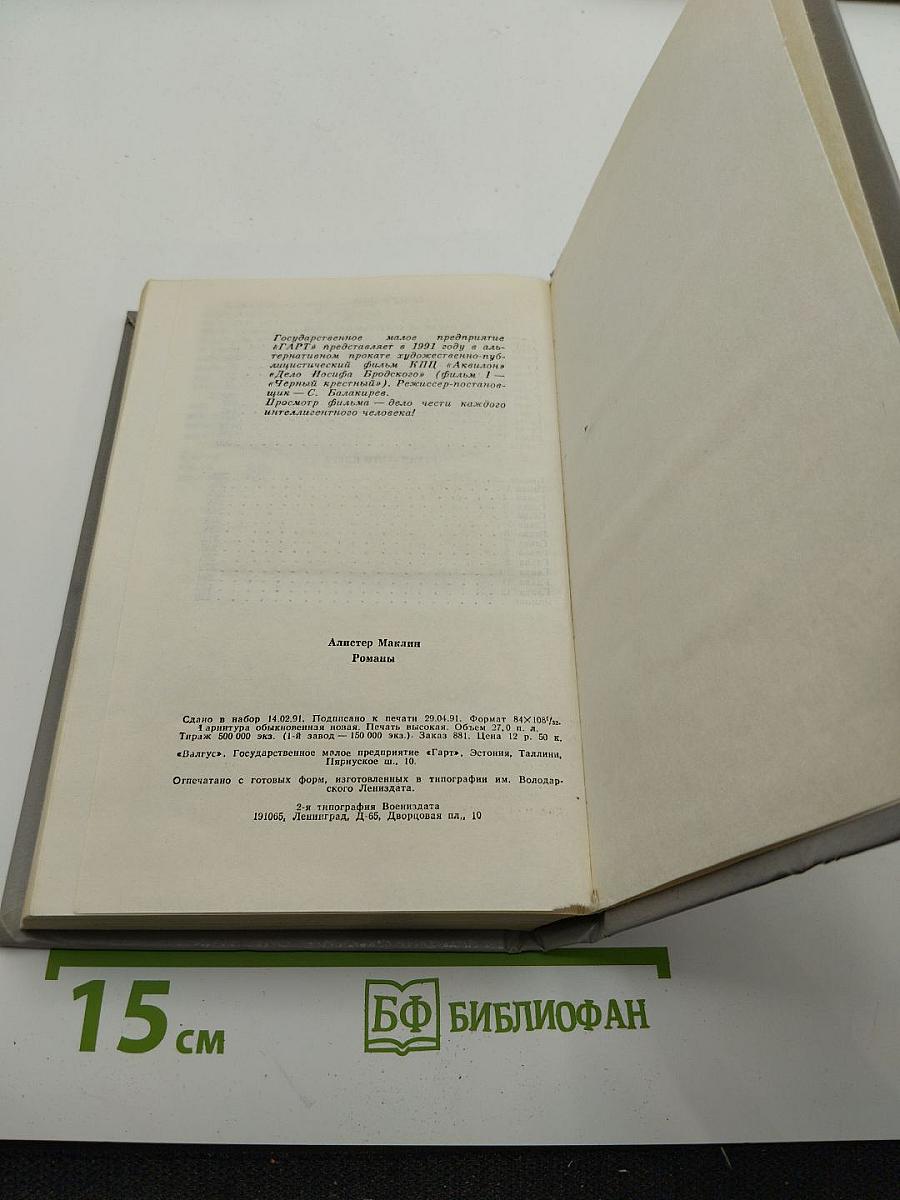 Государственное малое предприятие
«ГАРТ» представляет в 1991 году в аль-
тернативном прокате художественно-пуб-
лицистический фильм КПЦ «Аквилон»
«Дело Иосифа Бродского» (фильм I —
«Черный крестный»). Режиссер-постанов-
щик — С. Балакирев.
Просмотр фильма — дело чести каждого
интеллигентного человека!
Алистер Маклин
Романы
Сдано в набор 14.02.91. Подписано к печати 29.04.91. Формат 84×108¹/₃₂.
Гарнитура обыкновенная новая. Печать высокая. Объем 27,0 п. л.
Тираж 500 000 экз. (1-й завод — 150 000 экз.). Заказ 881. Цена 12 р. 50 к.
«Валгус». Государственное малое предприятие «Гарт», Эстония, Таллинн,
Пярнуское ш., 10.
Отпечатано с готовых форм, изготовленных в типографии им. Володар-
ского Лениздата.
2-я типография Воениздата
191065, Ленинград, Д-65, Дворцовая пл., 10
15 см
БФ БИБЛИОФАН